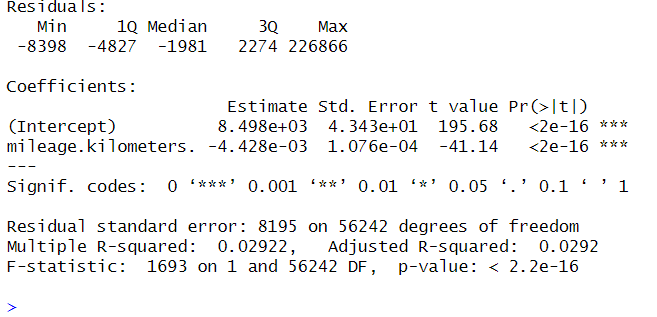 Residuals:
   Min     1Q Median     3Q    Max
 -8398  -4827  -1981   2274 226866

Coefficients:
                      Estimate Std. Error t value Pr(>|t|)
(Intercept)          8.498e+03  4.343e+01  195.68   <2e-16 ***
mileage.kilometers. -4.428e-03  1.076e-04  -41.14   <2e-16 ***
---
Signif. codes:  0 ‘***’ 0.001 ‘**’ 0.01 ‘*’ 0.05 ‘.’ 0.1 ‘ ’ 1

Residual standard error: 8195 on 56242 degrees of freedom
Multiple R-squared:  0.02922,	Adjusted R-squared:  0.0292
F-statistic:  1693 on 1 and 56242 DF,  p-value: < 2.2e-16

>